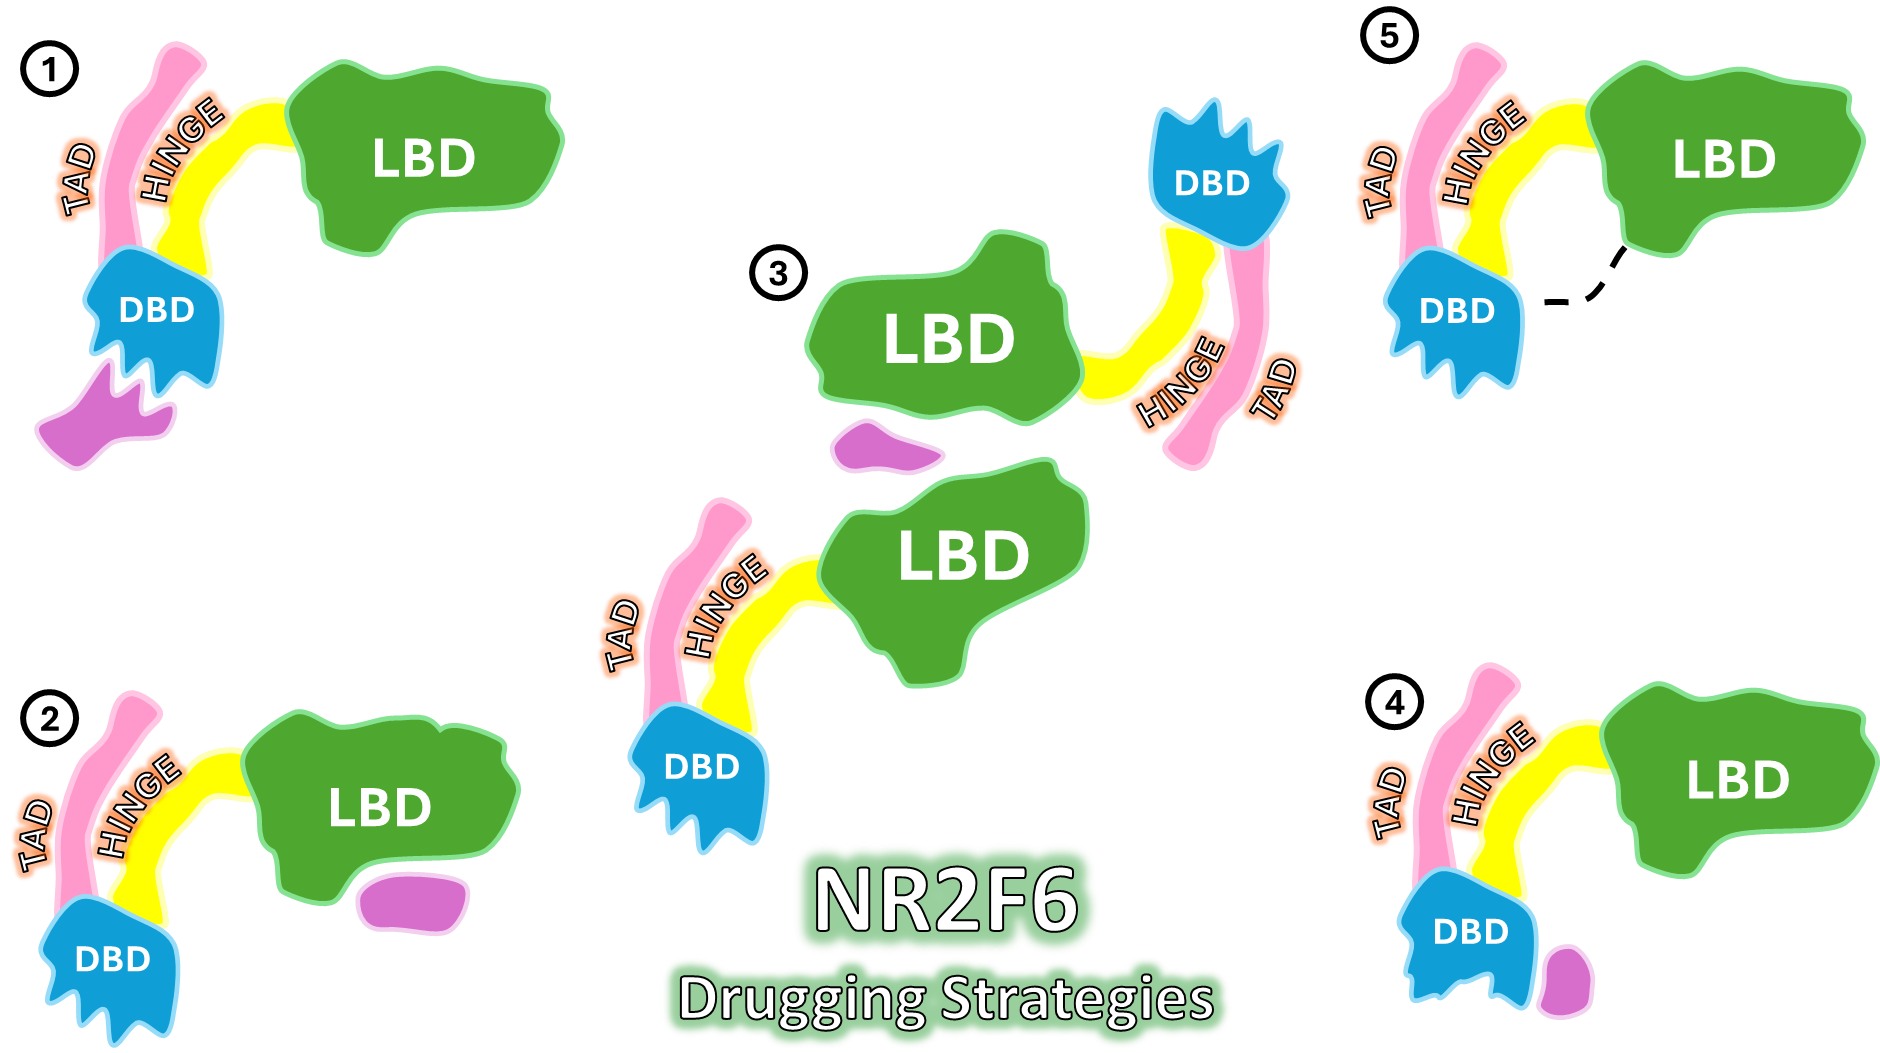 1
TAD
HINGE
LBD
DBD
2
TAD
HINGE
LBD
DBD
3
DBD
LBD
HINGE
TAD
LBD
HINGE
TAD
DBD
5
TAD
HINGE
LBD
DBD
4
TAD
HINGE
LBD
DBD
NR2F6
Drugging Strategies